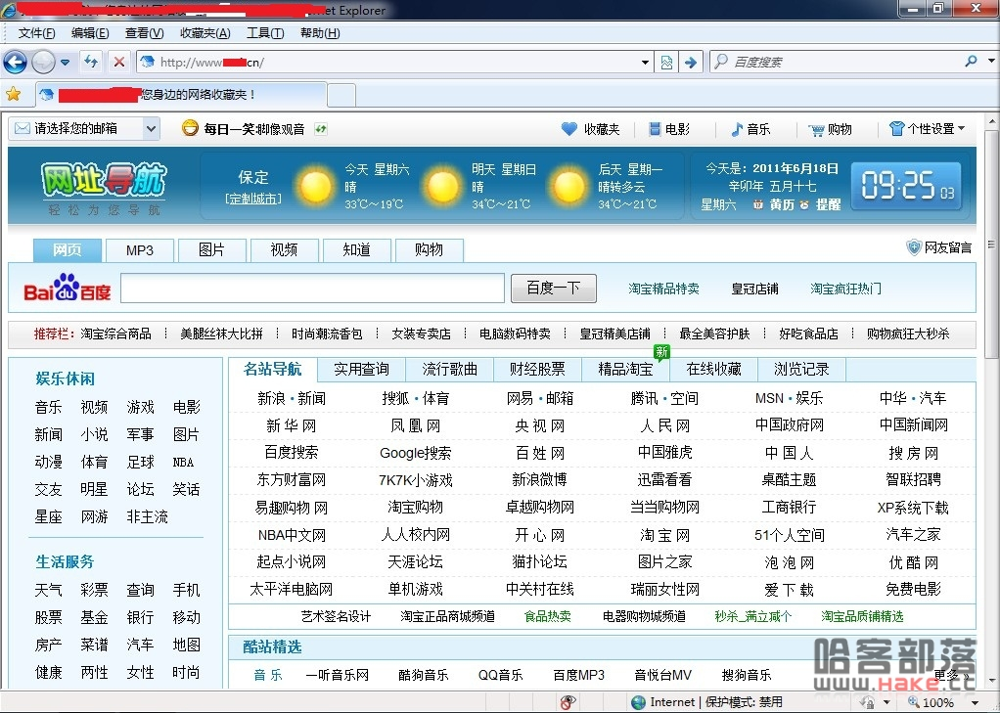 net Explorer
文件(F) 编辑(E) 查看(V) 收藏夹(A) 工具(T) 帮助(H)
http://www. cn/ 百度搜索
您身边的网络收藏夹！
请选择您的邮箱 每日一笑:脚像观音 收藏夹 电影 音乐 购物 个性设置
网址导航
轻松为您导航
保定
[定制城市]
今天 星期六
晴
33℃～19℃
明天 星期日
晴
34℃～21℃
后天 星期一
晴转多云
34℃～21℃
今天是: 2011年6月18日
辛卯年 五月十七
星期六 黄历 提醒
09:25 03
网页 MP3 图片 视频 知道 购物 网友留言
Bai du 百度 百度一下 淘宝精品特卖 皇冠店铺 淘宝疯狂热门
推荐栏: 淘宝综合商品 美腿丝袜大比拼 时尚潮流香包 女装专卖店 电脑数码特卖 皇冠精美店铺 最全美容护肤 好吃食品店 购物疯狂大秒杀
娱乐休闲
音乐 视频 游戏 电影
新闻 小说 军事 图片
动漫 体育 足球 NBA
交友 明星 论坛 笑话
星座 网游 非主流
生活服务
天气 彩票 查询 手机
股票 基金 银行 移动
房产 菜谱 汽车 地图
健康 两性 女性 时尚
新
名站导航 实用查询 流行歌曲 财经股票 精品淘宝 在线收藏 浏览记录
新浪·新闻 搜狐·体育 网易·邮箱 腾讯·空间 MSN·娱乐 中华·汽车
新 华 网 凤 凰 网 央 视 网 人 民 网 中国政府网 中国新闻网
百度搜索 Google搜索 百 姓 网 中国雅虎 中 国 人 搜 房 网
东方财富网 7K7K小游戏 新浪微博 迅雷看看 桌酷主题 智联招聘
易趣购物 网 淘宝购物 卓越购物网 当当购物网 工商银行 XP系统下载
NBA中文网 人人校内网 开 心 网 淘 宝 网 51个人空间 汽车之家
起点小说网 天涯论坛 猫扑论坛 图片之家 泡 泡 网 优 酷 网
太平洋电脑网 单机游戏 中关村在线 瑞丽女性网 爱 下 载 免费电影
艺术签名设计 淘宝正品商城频道 食品热卖 电器购物城频道 秒杀_满立减个 淘宝品质铺精选
酷站精选
音 乐 一听音乐网 酷狗音乐 QQ音乐 百度MP3 音悦台MV 搜狗音乐 更多»
哈客部落
www.HaKe.cc
Internet | 保护模式: 禁用 100%